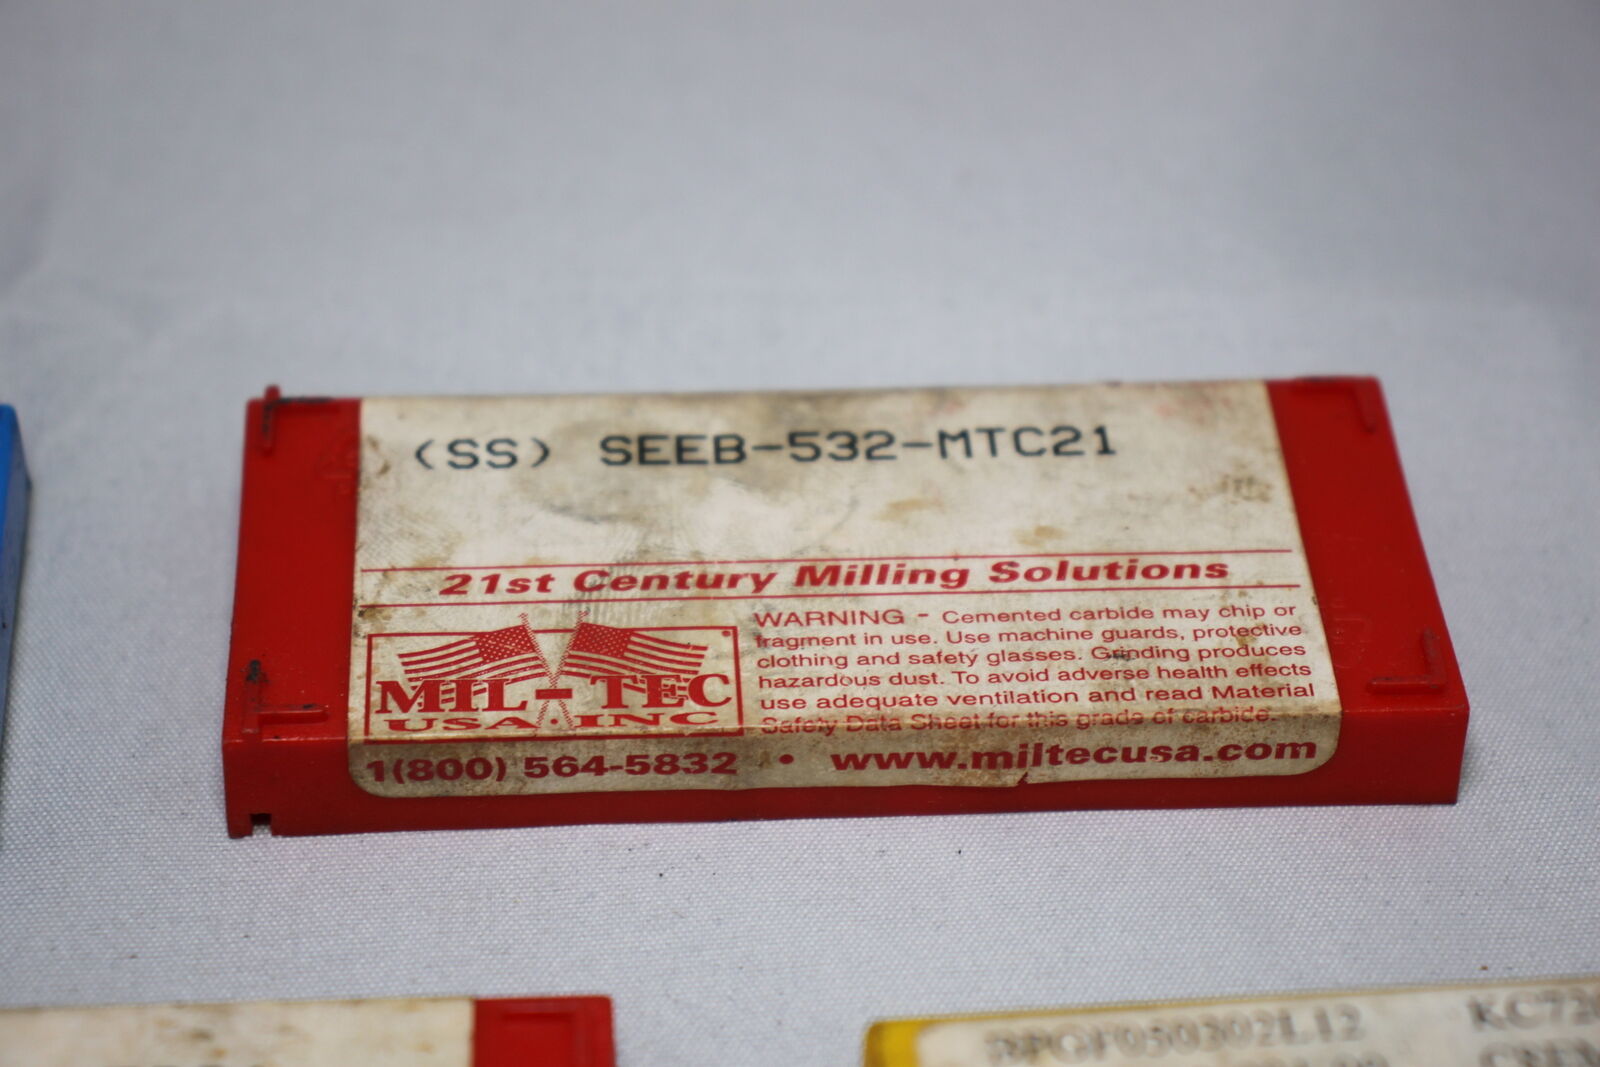 (SS) SEEB-532-MTC21
21st Century Milling Solutions
MIL-TEC
USA·INC
WARNING - Cemented carbide may chip or
fragment in use. Use machine guards, protective
clothing and safety glasses. Grinding produces
hazardous dust. To avoid adverse health effects
use adequate ventilation and read Material
Safety Data Sheet for this grade of carbide.
1(800) 564-5832 • www.miltecusa.com